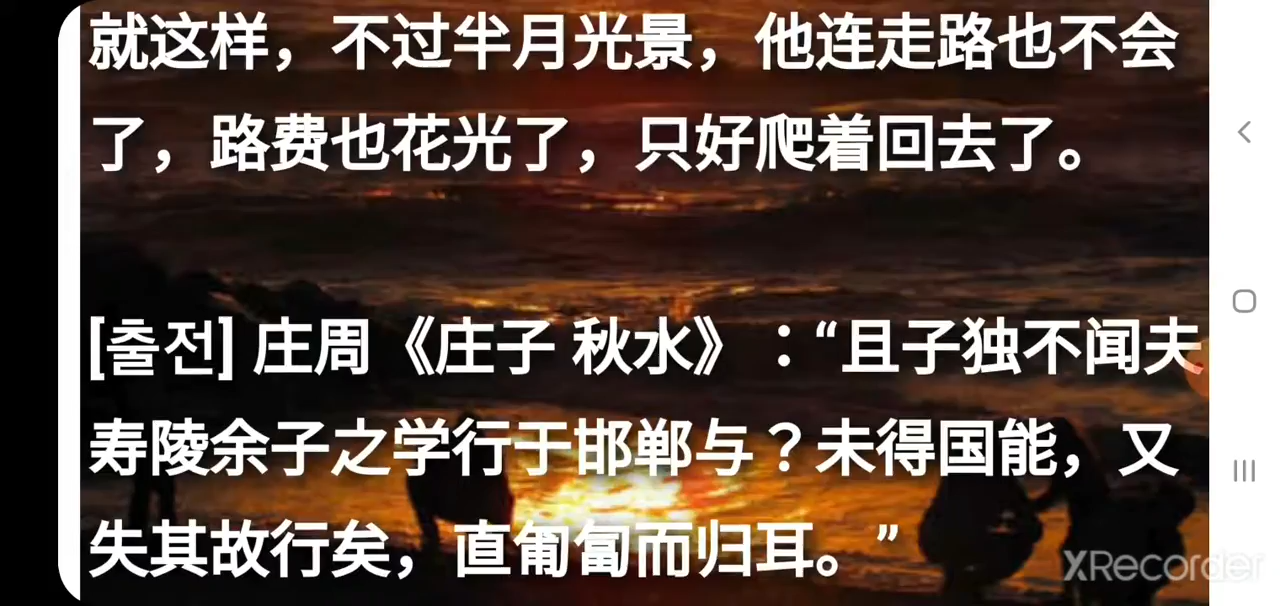 就这样，不过半月光景，他连走路也不会
了，路费也花光了，只好爬着回去了。
[출전] 庄周《庄子 秋水》：“且子独不闻夫
寿陵余子之学行于邯郸与？未得国能，又
失其故行矣，直匍匐而归耳。”
XRecorder